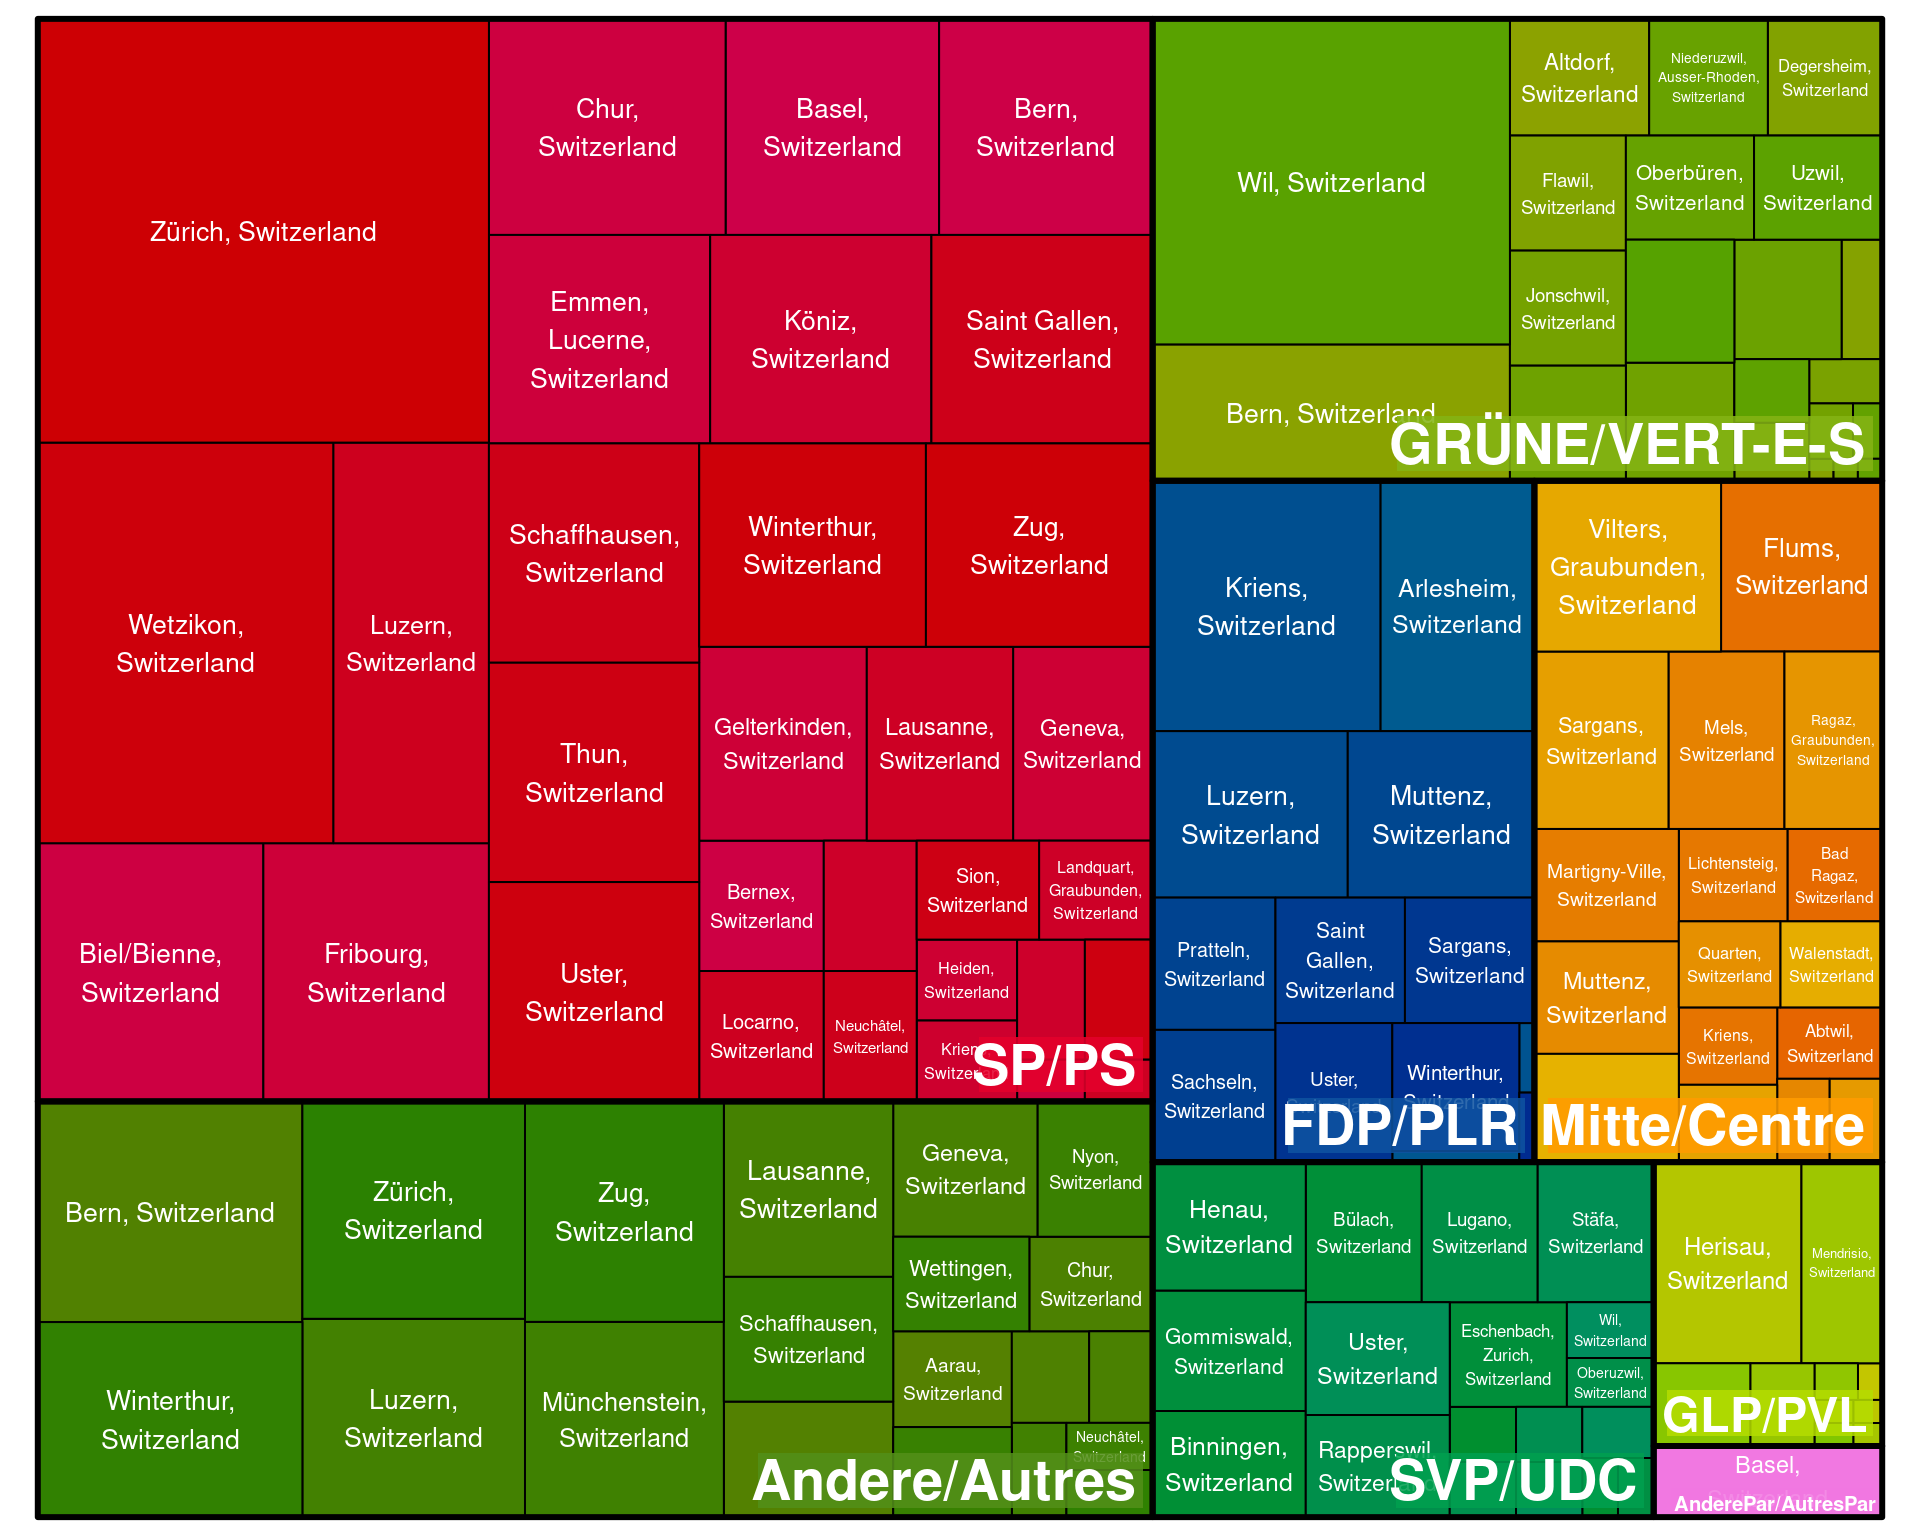 Zürich, Switzerland
Chur,
Switzerland
Basel,
Switzerland
Bern,
Switzerland
Emmen,
Lucerne,
Switzerland
Köniz,
Switzerland
Saint Gallen,
Switzerland
Wetzikon,
Switzerland
Luzern,
Switzerland
Schaffhausen,
Switzerland
Winterthur,
Switzerland
Zug,
Switzerland
Thun,
Switzerland
Gelterkinden,
Switzerland
Lausanne,
Switzerland
Geneva,
Switzerland
Biel/Bienne,
Switzerland
Fribourg,
Switzerland
Uster,
Switzerland
Bernex,
Switzerland
Sion,
Switzerland
Landquart,
Graubunden,
Switzerland
Locarno,
Switzerland
Neuchâtel,
Switzerland
Heiden,
Switzerland
Kriens,
Switzerland
SP/PS
Wil, Switzerland
Bern, Switzerland
Altdorf,
Switzerland
Niederuzwil,
Ausser-Rhoden,
Switzerland
Degersheim,
Switzerland
Flawil,
Switzerland
Oberbüren,
Switzerland
Uzwil,
Switzerland
Jonschwil,
Switzerland
GRÜNE/VERT-E-S
Kriens,
Switzerland
Arlesheim,
Switzerland
Luzern,
Switzerland
Muttenz,
Switzerland
Pratteln,
Switzerland
Saint
Gallen,
Switzerland
Sargans,
Switzerland
Sachseln,
Switzerland
Uster,
Switzerland
Winterthur,
Switzerland
FDP/PLR
Vilters,
Graubunden,
Switzerland
Flums,
Switzerland
Sargans,
Switzerland
Mels,
Switzerland
Ragaz,
Graubunden,
Switzerland
Martigny-Ville,
Switzerland
Lichtensteig,
Switzerland
Bad
Ragaz,
Switzerland
Muttenz,
Switzerland
Quarten,
Switzerland
Walenstadt,
Switzerland
Kriens,
Switzerland
Abtwil,
Switzerland
Mitte/Centre
Bern, Switzerland
Zürich,
Switzerland
Zug,
Switzerland
Lausanne,
Switzerland
Geneva,
Switzerland
Nyon,
Switzerland
Wettingen,
Switzerland
Chur,
Switzerland
Winterthur,
Switzerland
Luzern,
Switzerland
Münchenstein,
Switzerland
Schaffhausen,
Switzerland
Aarau,
Switzerland
Neuchâtel,
Switzerland
Andere/Autres
Henau,
Switzerland
Bülach,
Switzerland
Lugano,
Switzerland
Stäfa,
Switzerland
Gommiswald,
Switzerland
Uster,
Switzerland
Eschenbach,
Zurich,
Switzerland
Wil,
Switzerland
Oberuzwil,
Switzerland
Binningen,
Switzerland
Rapperswil,
Switzerland
SVP/UDC
Herisau,
Switzerland
Mendrisio,
Switzerland
GLP/PVL
Basel,
Switzerland
AnderePar/AutresPar